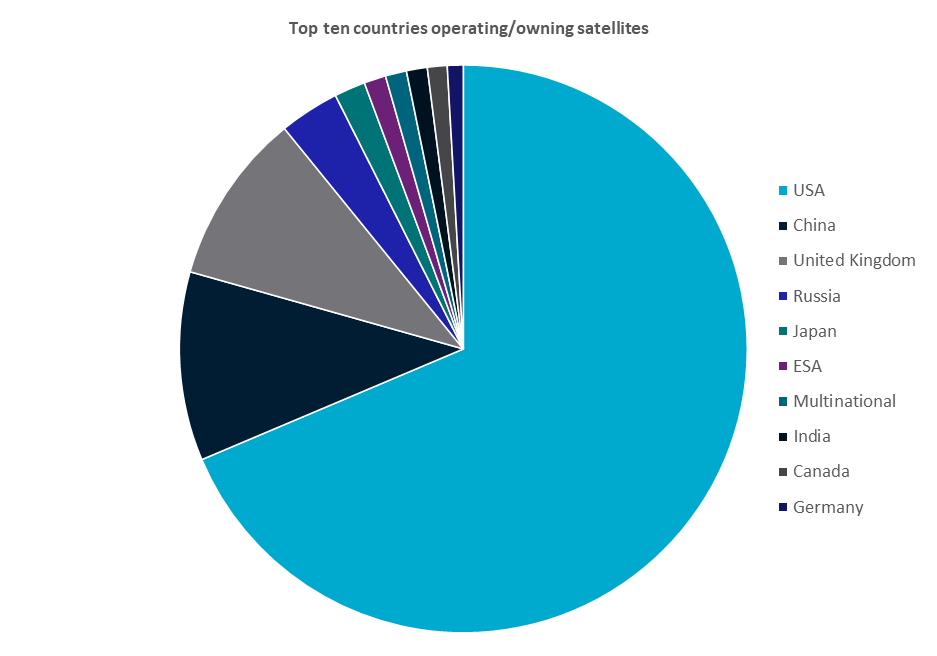 Top ten countries operating/owning satellites
USA
China
United Kingdom
Russia
Japan
ESA
Multinational
India
Canada
Germany